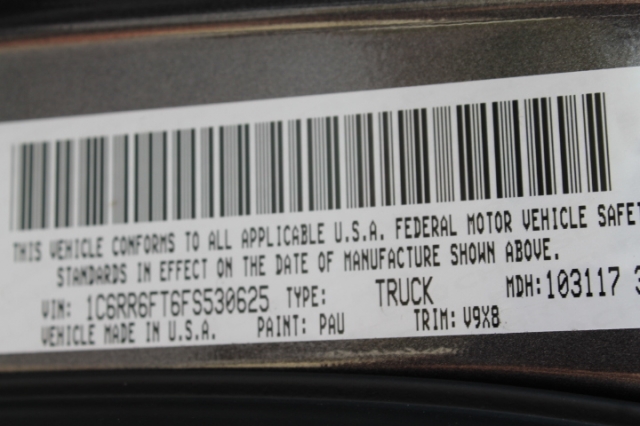 THIS VEHICLE CONFORMS TO ALL APPLICABLE U.S.A. FEDERAL MOTOR VEHICLE SAFET
STANDARDS IN EFFECT ON THE DATE OF MANUFACTURE SHOWN ABOVE.
VIN: 1C6RR6FT6FS530625 TYPE: TRUCK MDH:103117 3
VEHICLE MADE IN U.S.A. PAINT: PAU TRIM: V9X8